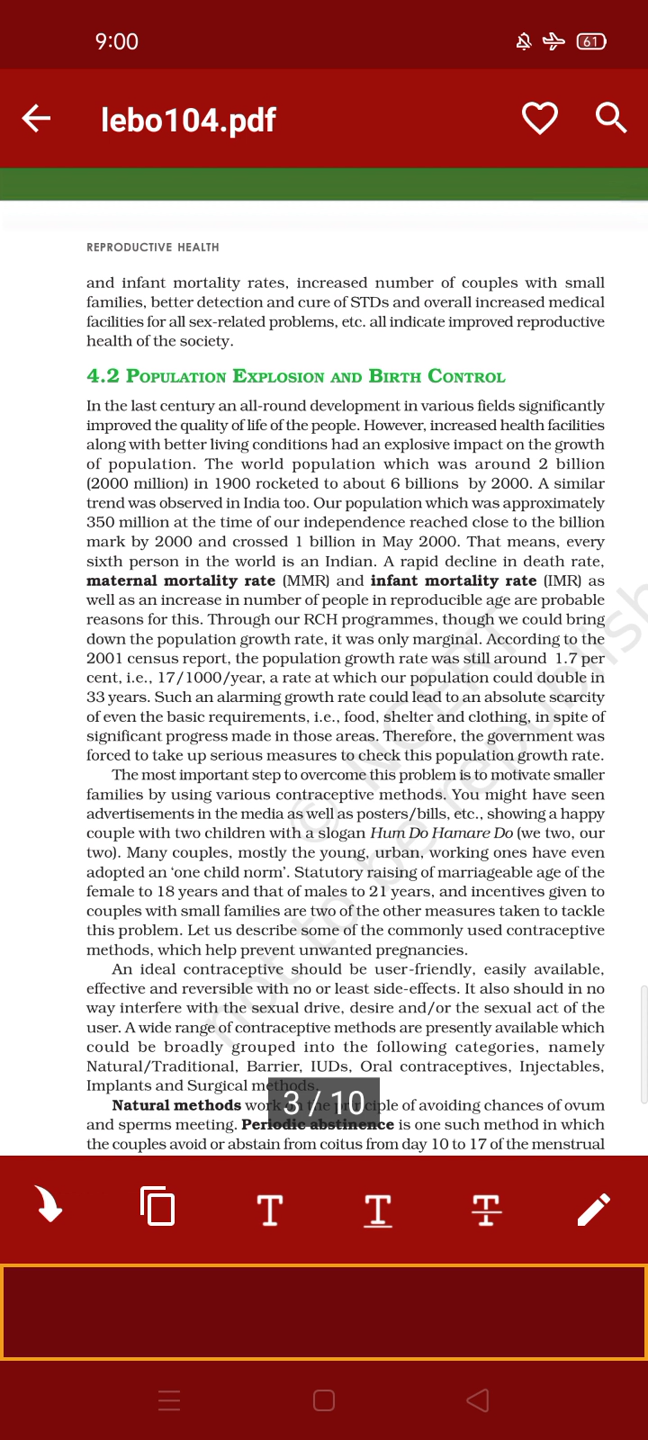 9:00
61
lebo104.pdf
REPRODUCTIVE HEALTH
and infant mortality rates, increased number of couples with small
families, better detection and cure of STDs and overall increased medical
facilities for all sex-related problems, etc. all indicate improved reproductive
health of the society.
4.2 POPULATION EXPLOSION AND BIRTH CONTROL
In the last century an all-round development in various fields significantly
improved the quality of life of the people. However, increased health facilities
along with better living conditions had an explosive impact on the growth
of population. The world population which was around 2 billion
(2000 million) in 1900 rocketed to about 6 billions by 2000. A similar
trend was observed in India too. Our population which was approximately
350 million at the time of our independence reached close to the billion
mark by 2000 and crossed 1 billion in May 2000. That means, every
sixth person in the world is an Indian. A rapid decline in death rate,
maternal mortality rate (MMR) and infant mortality rate (IMR) as
well as an increase in number of people in reproducible age are probable
reasons for this. Through our RCH programmes, though we could bring
down the population growth rate, it was only marginal. According to the
2001 census report, the population growth rate was still around 1.7 per
cent, i.e., 17/1000/year, a rate at which our population could double in
33 years. Such an alarming growth rate could lead to an absolute scarcity
of even the basic requirements, i.e., food, shelter and clothing, in spite of
significant progress made in those areas. Therefore, the government was
forced to take up serious measures to check this population growth rate.
The most important step to overcome this problem is to motivate smaller
families by using various contraceptive methods. You might have seen
advertisements in the media as well as posters/bills, etc., showing a happy
couple with two children with a slogan Hum Do Hamare Do (we two, our
two). Many couples, mostly the young, urban, working ones have even
adopted an ‘one child norm’. Statutory raising of marriageable age of the
female to 18 years and that of males to 21 years, and incentives given to
couples with small families are two of the other measures taken to tackle
this problem. Let us describe some of the commonly used contraceptive
methods, which help prevent unwanted pregnancies.
An ideal contraceptive should be user-friendly, easily available,
effective and reversible with no or least side-effects. It also should in no
way interfere with the sexual drive, desire and/or the sexual act of the
user. A wide range of contraceptive methods are presently available which
could be broadly grouped into the following categories, namely
Natural/Traditional, Barrier, IUDs, Oral contraceptives, Injectables,
Implants and Surgical methods.
Natural methods work on the principle of avoiding chances of ovum
and sperms meeting. Periodic abstinence is one such method in which
the couples avoid or abstain from coitus from day 10 to 17 of the menstrual
3 / 10
© NCERT
not to be republish